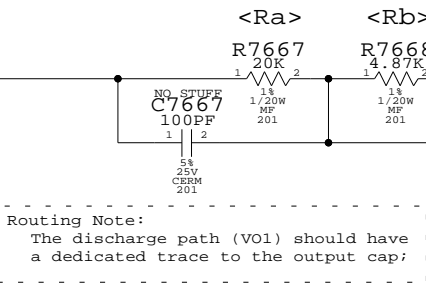 <Ra>
<Rb>
R7667
20K
1 2
1%
1/20W
MF
201
R7668
4.87K
1 2
1%
1/20W
MF
201
NO STUFF
C7667
100PF
1 2
5%
25V
CERM
201
Routing Note:
The discharge path (VO1) should have
a dedicated trace to the output cap;